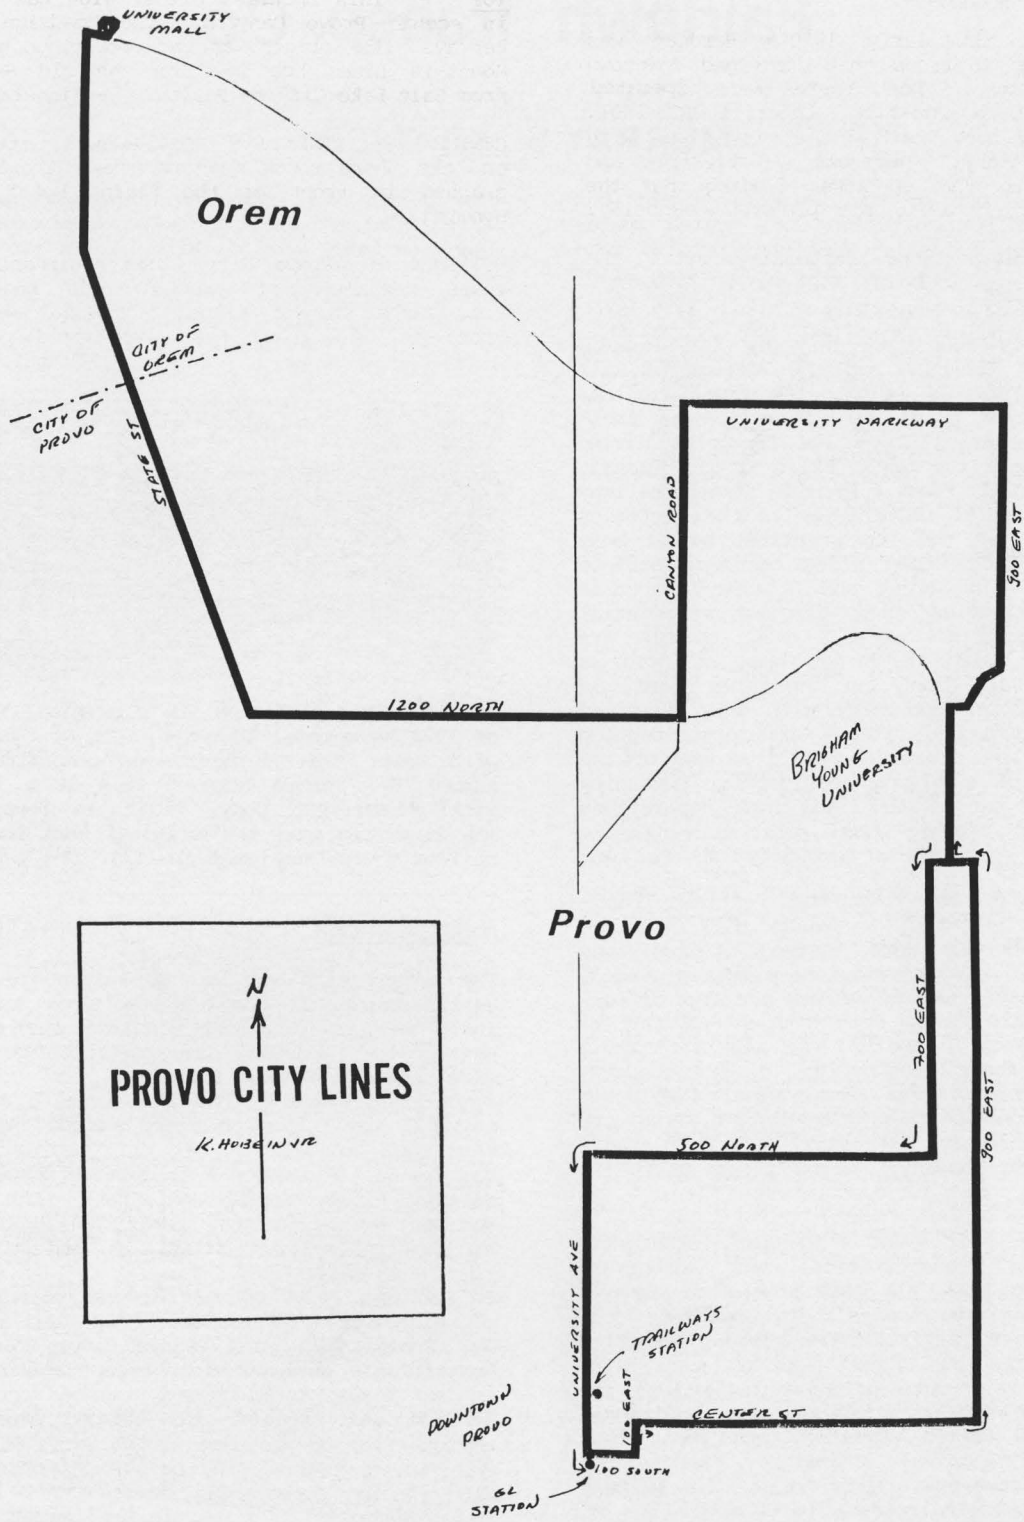 UNIVERSITY
MALL
Orem
CITY OF
OREM
CITY OF
PROVO
STATE ST
UNIVERSITY PARKWAY
CANYON ROAD
900 EAST
1200 NORTH
BRIGHAM
YOUNG
UNIVERSITY
Provo
N
PROVO CITY LINES
700 EAST
900 EAST
500 NORTH
UNIVERSITY AVE
TRAILWAYS
STATION
100 EAST
CENTER ST
DOWNTOWN
PROVO
100 SOUTH
GL
STATION